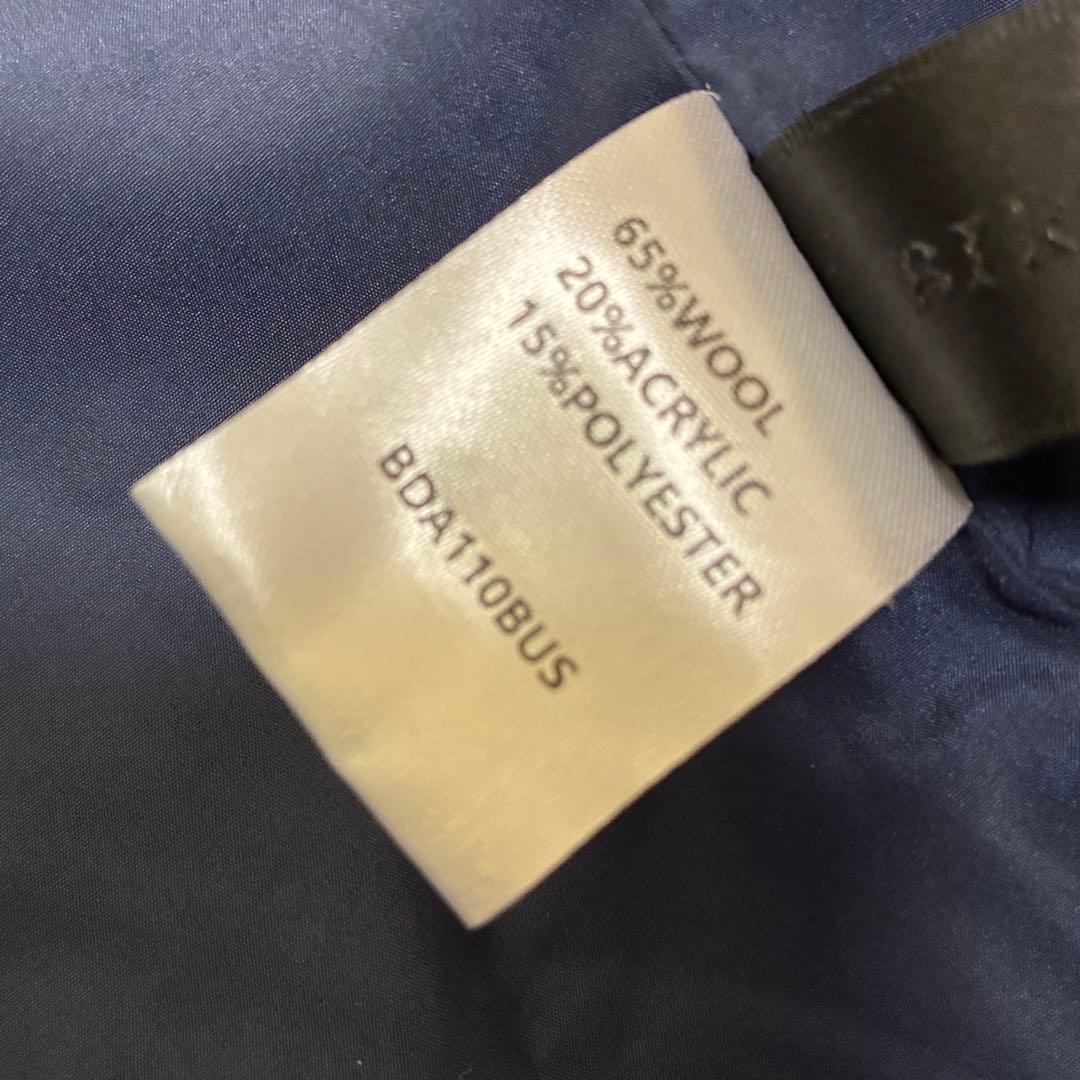 65%WOOL
20%ACRYLIC
15%POLYESTER
BDA110BUS